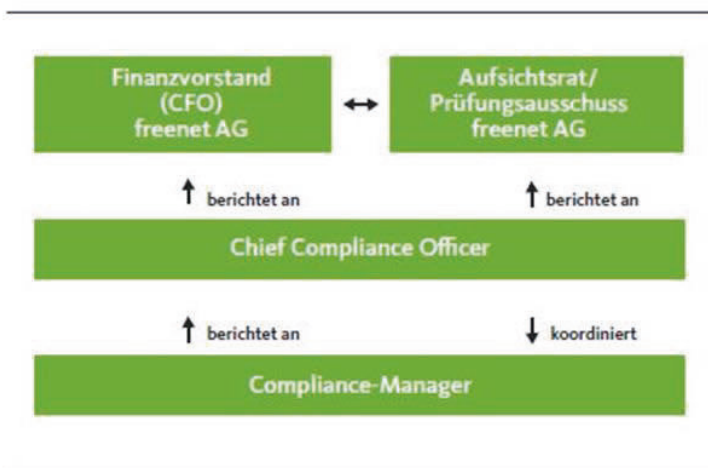 Finanzvorstand
(CFO)
freenet AG
Aufsichtsrat/
Prüfungsausschuss
freenet AG
berichtet an
berichtet an
Chief Compliance Officer
berichtet an
koordiniert
Compliance-Manager